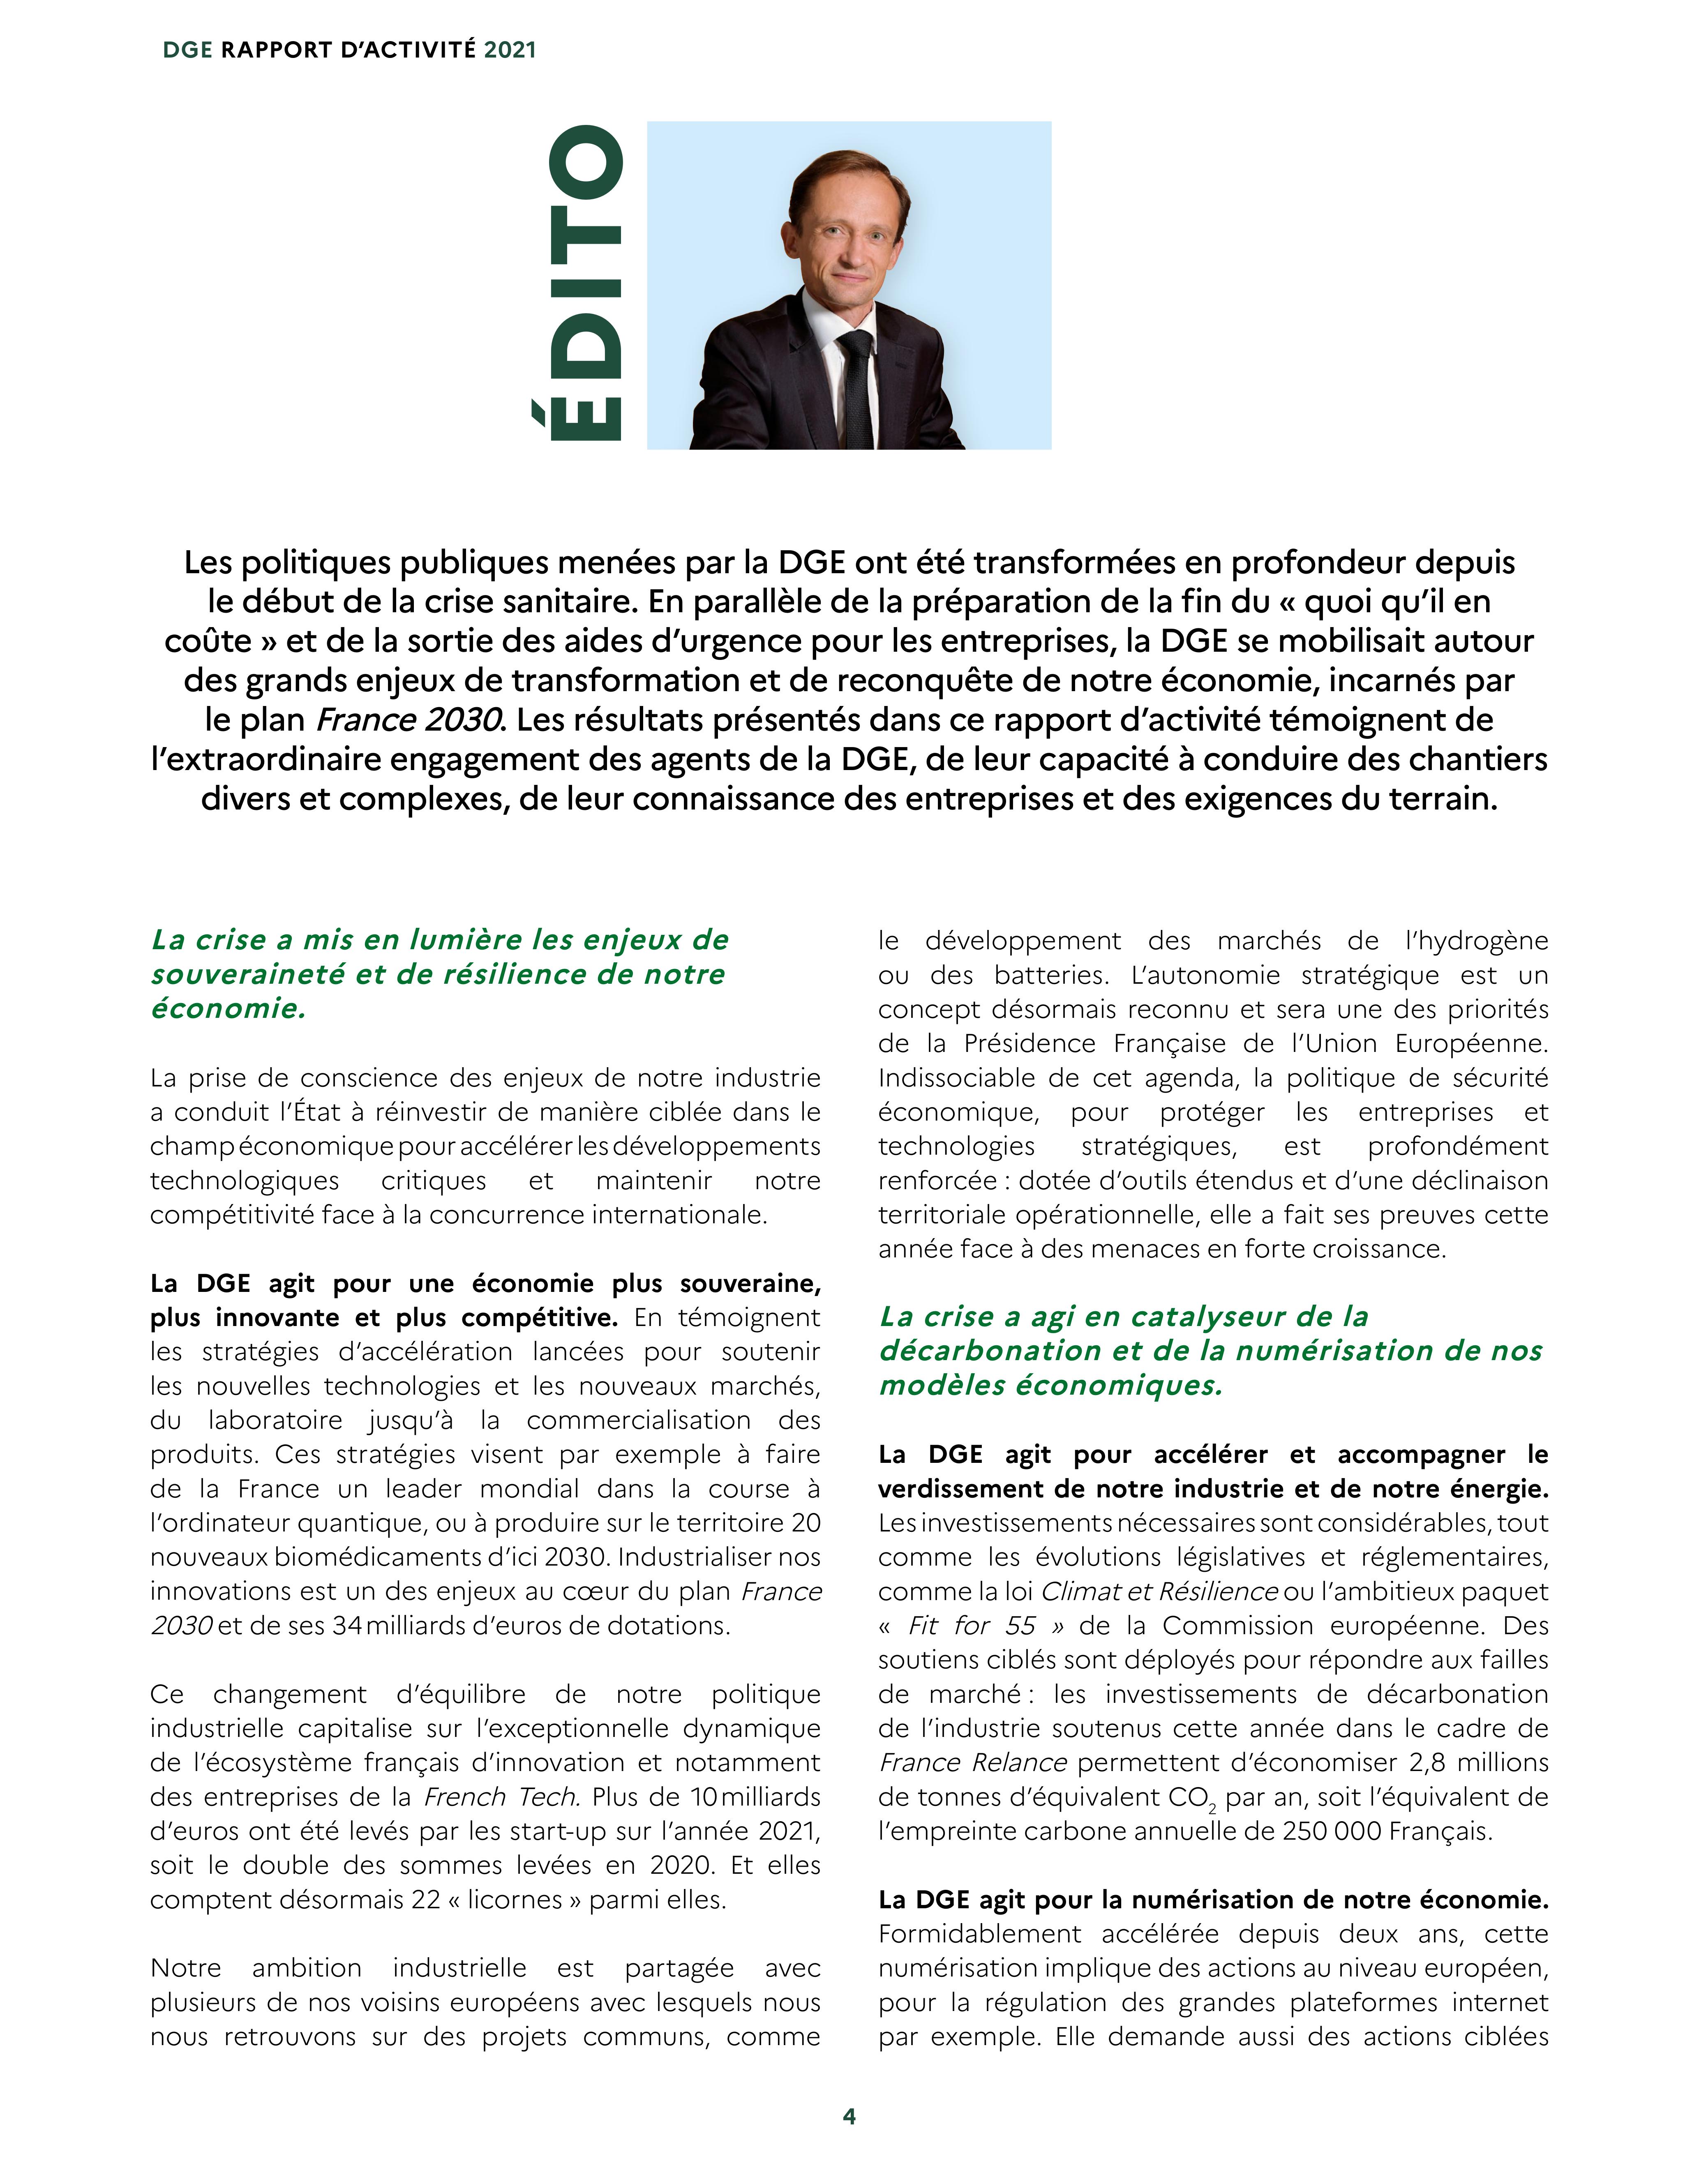 DGE RAPPORT D’ACTIVITÉ 2021
ÉDITO
Les politiques publiques menées par la DGE ont été transformées en profondeur depuis
le début de la crise sanitaire. En parallèle de la préparation de la fin du « quoi qu’il en
coûte » et de la sortie des aides d’urgence pour les entreprises, la DGE se mobilisait autour
des grands enjeux de transformation et de reconquête de notre économie, incarnés par
le plan France 2030. Les résultats présentés dans ce rapport d’activité témoignent de
l’extraordinaire engagement des agents de la DGE, de leur capacité à conduire des chantiers
divers et complexes, de leur connaissance des entreprises et des exigences du terrain.
La crise a mis en lumière les enjeux de
souveraineté et de résilience de notre
économie.
La prise de conscience des enjeux de notre industrie
a conduit l’État à réinvestir de manière ciblée dans le
champ économique pour accélérer les développements
technologiques critiques et maintenir notre
compétitivité face à la concurrence internationale.
La DGE agit pour une économie plus souveraine,
plus innovante et plus compétitive. En témoignent
les stratégies d’accélération lancées pour soutenir
les nouvelles technologies et les nouveaux marchés,
du laboratoire jusqu’à la commercialisation des
produits. Ces stratégies visent par exemple à faire
de la France un leader mondial dans la course à
l’ordinateur quantique, ou à produire sur le territoire 20
nouveaux biomédicaments d’ici 2030. Industrialiser nos
innovations est un des enjeux au cœur du plan France
2030 et de ses 34 milliards d’euros de dotations.
Ce changement d’équilibre de notre politique
industrielle capitalise sur l’exceptionnelle dynamique
de l’écosystème français d’innovation et notamment
des entreprises de la French Tech. Plus de 10 milliards
d’euros ont été levés par les start-up sur l’année 2021,
soit le double des sommes levées en 2020. Et elles
comptent désormais 22 « licornes » parmi elles.
Notre ambition industrielle est partagée avec
plusieurs de nos voisins européens avec lesquels nous
nous retrouvons sur des projets communs, comme
le développement des marchés de l’hydrogène
ou des batteries. L’autonomie stratégique est un
concept désormais reconnu et sera une des priorités
de la Présidence Française de l’Union Européenne.
Indissociable de cet agenda, la politique de sécurité
économique, pour protéger les entreprises et
technologies stratégiques, est profondément
renforcée : dotée d’outils étendus et d’une déclinaison
territoriale opérationnelle, elle a fait ses preuves cette
année face à des menaces en forte croissance.
La crise a agi en catalyseur de la
décarbonation et de la numérisation de nos
modèles économiques.
La DGE agit pour accélérer et accompagner le
verdissement de notre industrie et de notre énergie.
Les investissements nécessaires sont considérables, tout
comme les évolutions législatives et réglementaires,
comme la loi Climat et Résilience ou l’ambitieux paquet
« Fit for 55 » de la Commission européenne. Des
soutiens ciblés sont déployés pour répondre aux failles
de marché : les investissements de décarbonation
de l’industrie soutenus cette année dans le cadre de
France Relance permettent d’économiser 2,8 millions
de tonnes d’équivalent CO2 par an, soit l’équivalent de
l’empreinte carbone annuelle de 250 000 Français.
La DGE agit pour la numérisation de notre économie.
Formidablement accélérée depuis deux ans, cette
numérisation implique des actions au niveau européen,
pour la régulation des grandes plateformes internet
par exemple. Elle demande aussi des actions ciblées
4